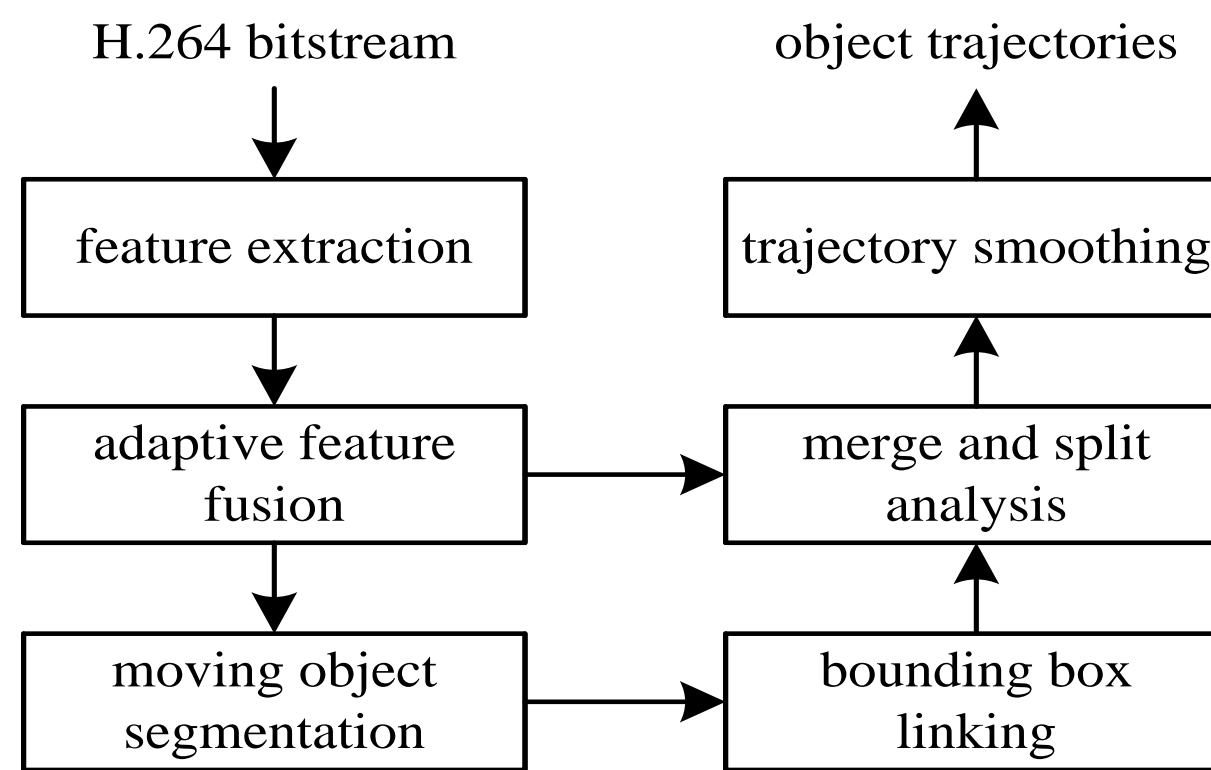 H.264 bitstream
feature extraction
adaptive feature
fusion
moving object
segmentation
object trajectories
trajectory smoothing
merge and split
analysis
bounding box
linking